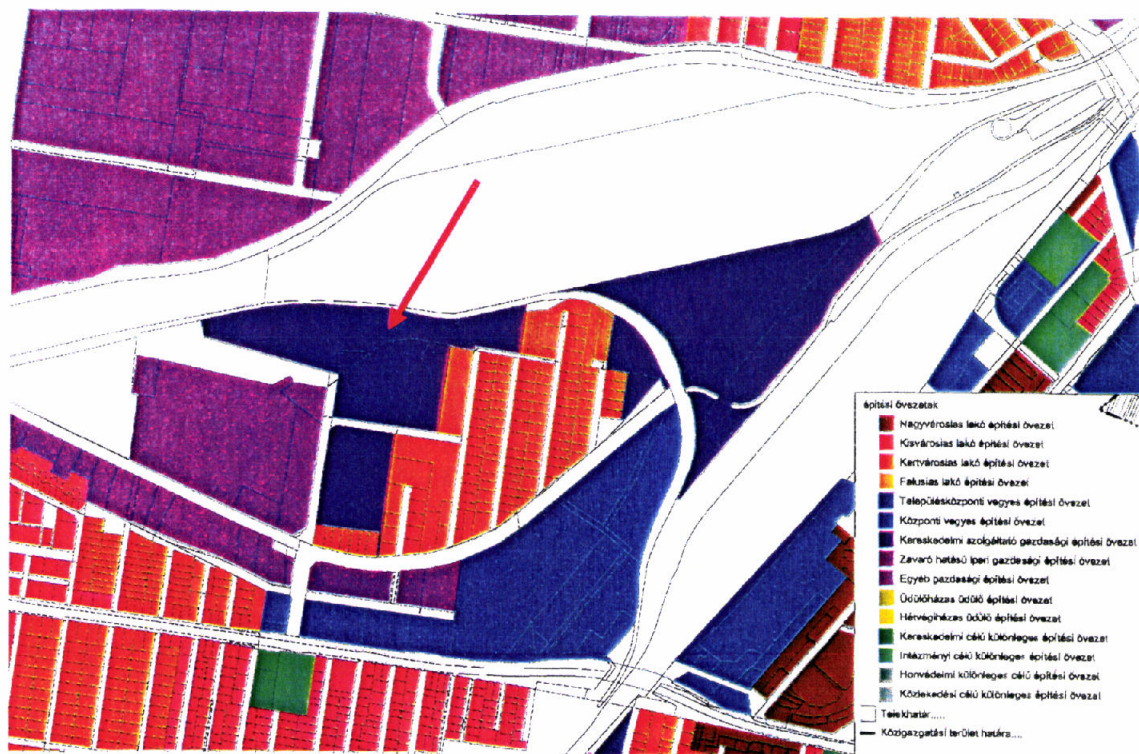 építési övezetek
Nagyvárosias lakó építési övezet
Kisvárosias lakó építési övezet
Kertvárosias lakó építési övezet
Falusias lakó építési övezet
Településközponti vegyes építési övezet
Központi vegyes építési övezet
Kereskedelmi szolgáltató gazdasági építési övezet
Zavaró hatású ipari gazdasági építési övezet
Egyéb gazdasági építési övezet
Üdülőházas üdülő építési övezet
Hétvégiházas üdülő építési övezet
Kereskedelmi célú különleges építési övezet
Intézményi célú különleges építési övezet
Honvédelmi különleges célú építési övezet
Közlekedési célú különleges építési övezet
Telekhatár.....
Közigazgatási terület határa....